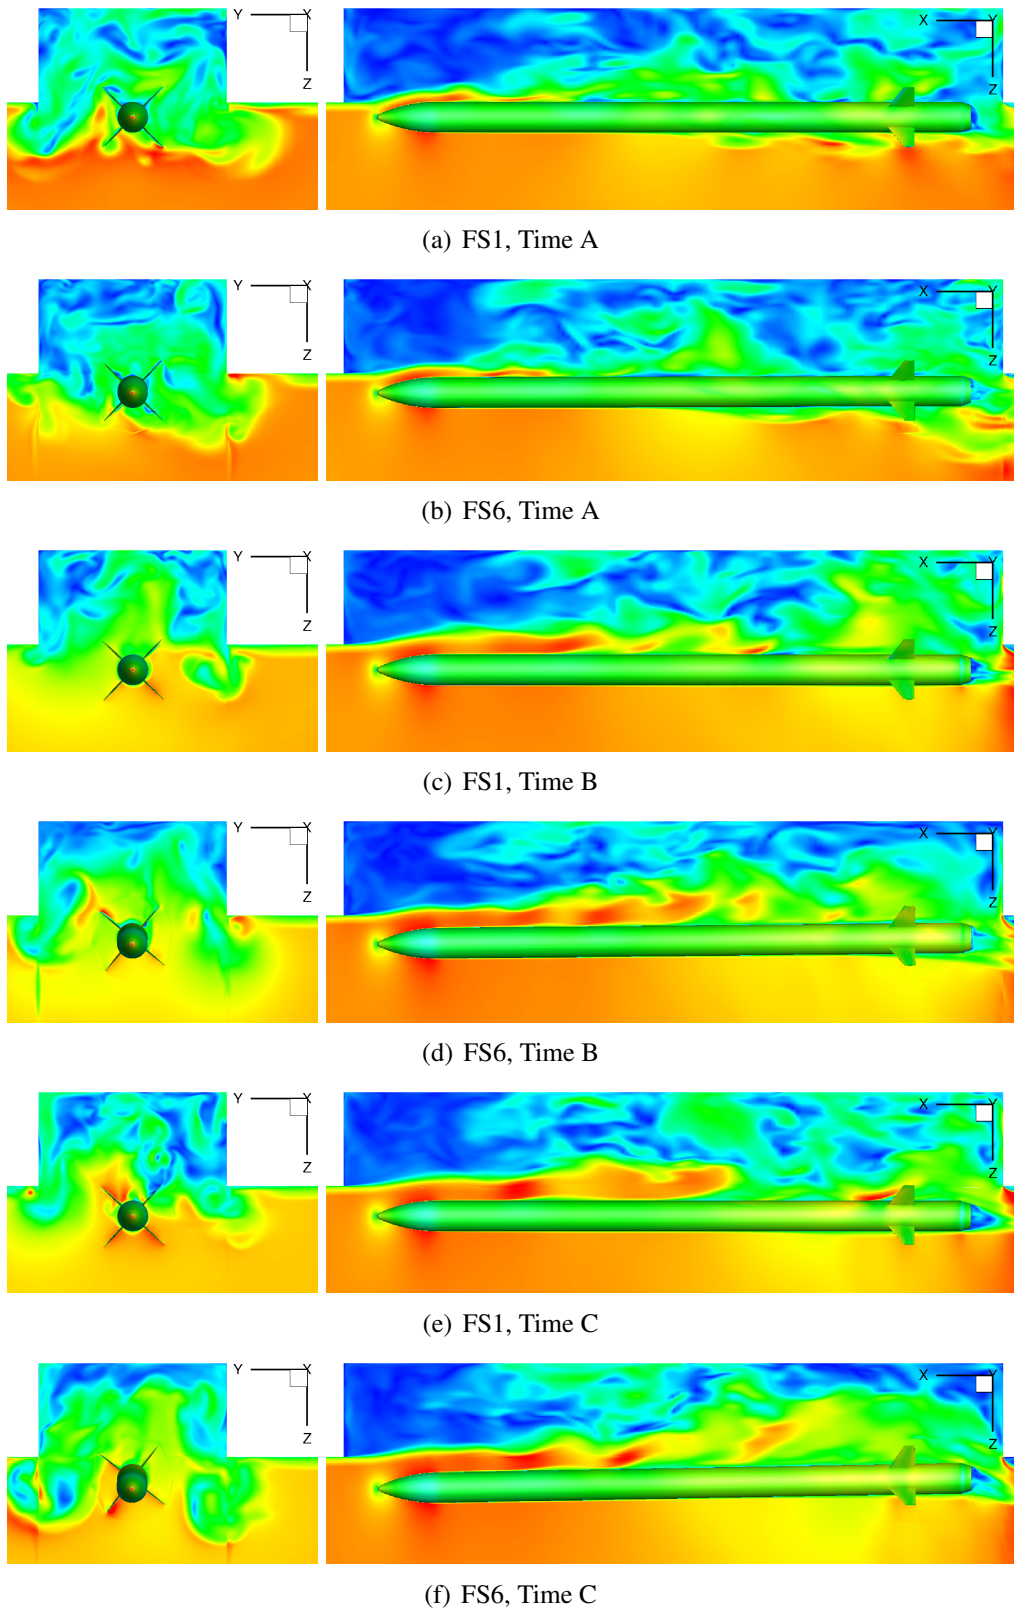 Y X
Z
X Y
Z
(a) FS1, Time A
Y X
Z
X Y
Z
(b) FS6, Time A
Y X
Z
X Y
Z
(c) FS1, Time B
Y X
Z
X Y
Z
(d) FS6, Time B
Y X
Z
X Y
Z
(e) FS1, Time C
Y X
Z
X Y
Z
(f) FS6, Time C